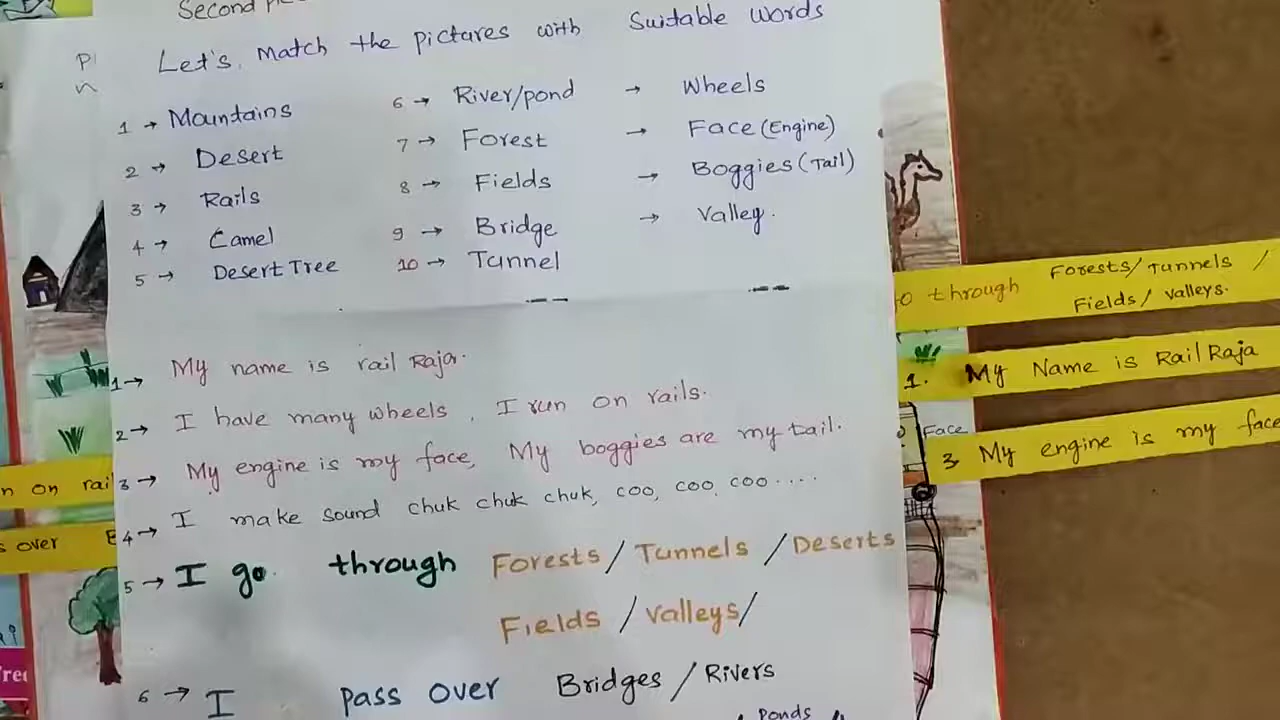 Second
Let's Match the pictures with Suitable Words
1 → Mountains
2 → Desert
3 → Rails
4 → Camel
5 → Desert Tree
6 → River/pond
7 → Forest
8 → Fields
9 → Bridge
10 → Tunnel
→ Wheels
→ Face (Engine)
→ Boggies (Tail)
→ Valley.
1 → My name is rail Raja.
2 → I have many wheels, I run on rails.
3 → My engine is my face, My boggies are my tail.
4 → I make sound chuk chuk chuk, coo, coo, coo....
5 → I go through Forests / Tunnels / Deserts
Fields / Valleys/
6 → I pass over Bridges / Rivers
Ponds
through Forests/ Tunnels /
Fields/ Valleys.
1. My Name is Rail Raja
Face
3 My engine is my face
on rail
over